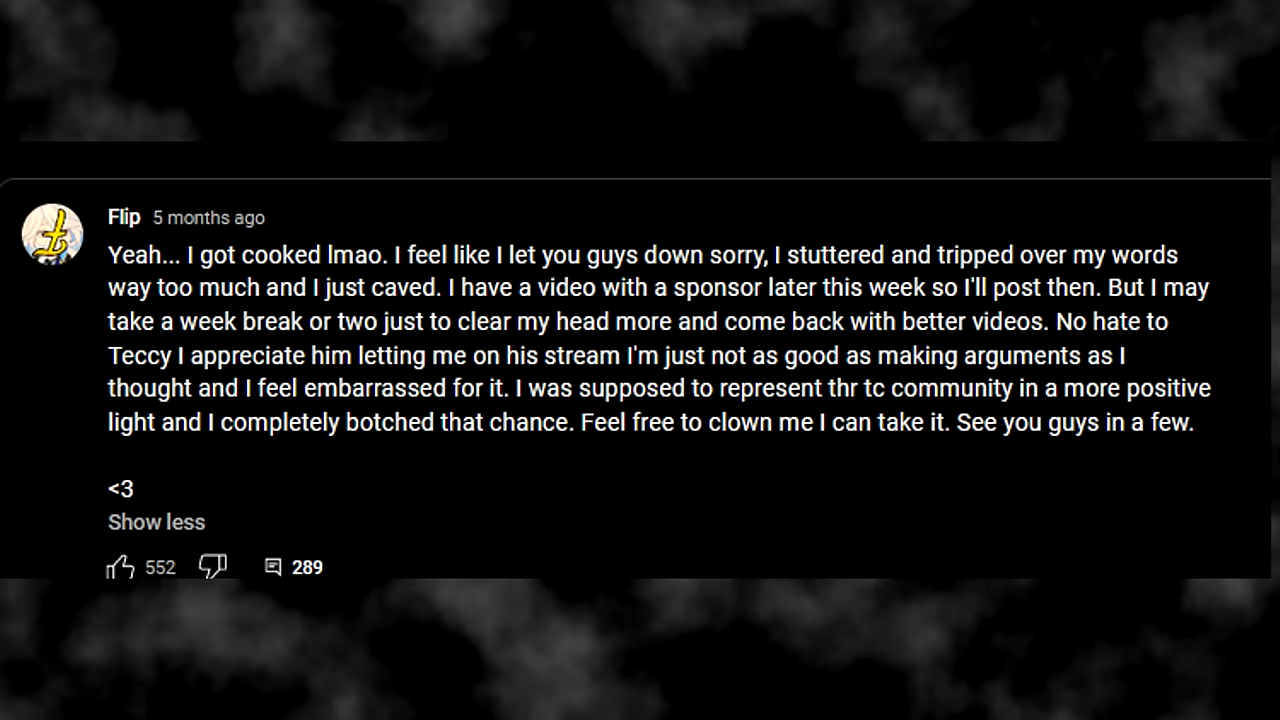 Flip 5 months ago
Yeah... I got cooked lmao. I feel like I let you guys down sorry, I stuttered and tripped over my words
way too much and I just caved. I have a video with a sponsor later this week so I'll post then. But I may
take a week break or two just to clear my head more and come back with better videos. No hate to
Teccy I appreciate him letting me on his stream I'm just not as good as making arguments as I
thought and I feel embarrassed for it. I was supposed to represent thr tc community in a more positive
light and I completely botched that chance. Feel free to clown me I can take it. See you guys in a few.
<3
Show less
552 289